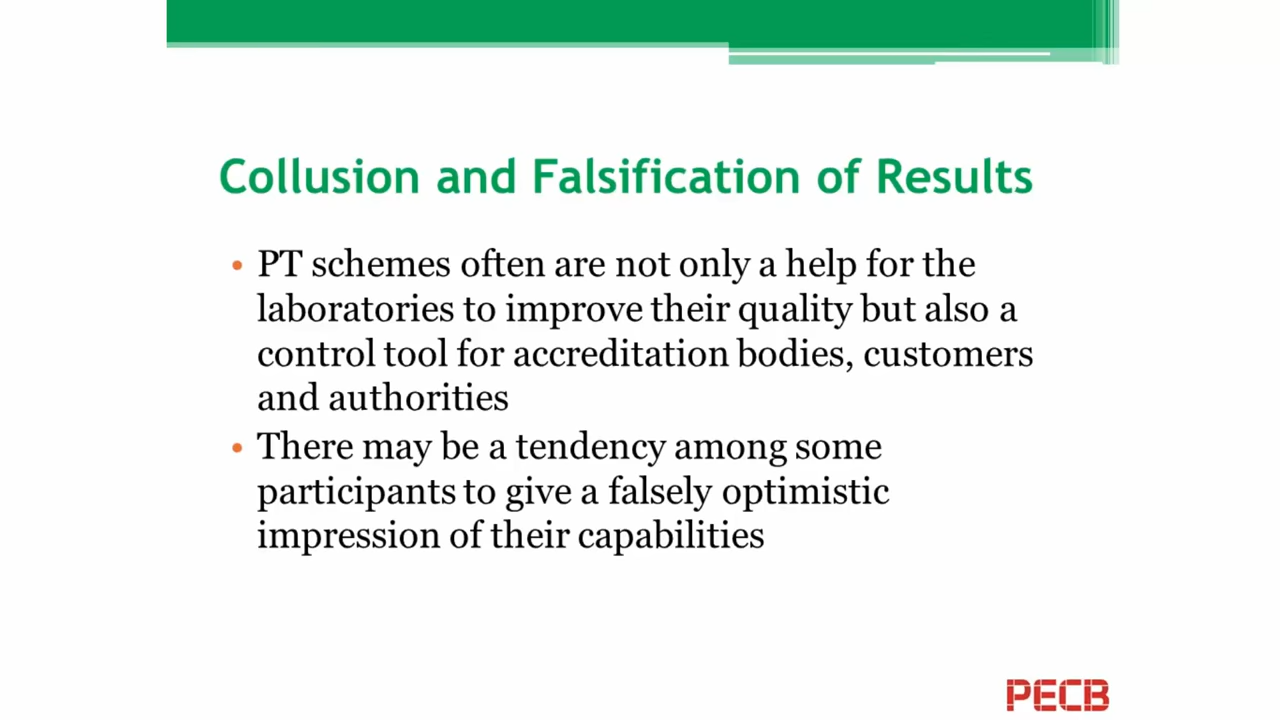 Collusion and Falsification of Results
• PT schemes often are not only a help for the
laboratories to improve their quality but also a
control tool for accreditation bodies, customers
and authorities
• There may be a tendency among some
participants to give a falsely optimistic
impression of their capabilities
PECB